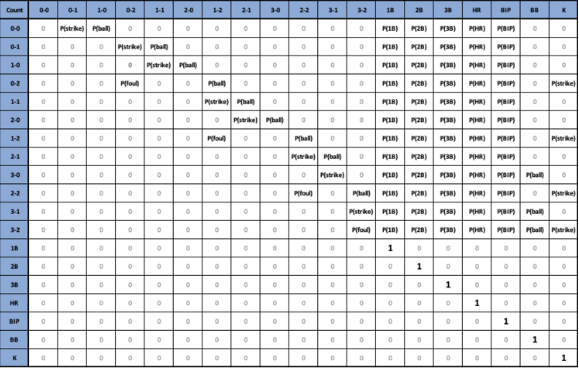 Count 0-0 0-1 1-0 0-2 1-1 2-0 1-2 2-1 3-0 2-2 3-1 3-2 1B 2B 3B HR BIP BB K
0-0 0 P(strike) P(ball) 0 0 0 0 0 0 0 0 0 P(1B) P(2B) P(3B) P(HR) P(BIP) 0 0
0-1 0 0 0 P(strike) P(ball) 0 0 0 0 0 0 0 P(1B) P(2B) P(3B) P(HR) P(BIP) 0 0
1-0 0 0 0 0 P(strike) P(ball) 0 0 0 0 0 0 P(1B) P(2B) P(3B) P(HR) P(BIP) 0 0
0-2 0 0 0 P(foul) 0 0 P(ball) 0 0 0 0 0 P(1B) P(2B) P(3B) P(HR) P(BIP) 0 P(strike)
1-1 0 0 0 0 0 0 P(strike) P(ball) 0 0 0 0 P(1B) P(2B) P(3B) P(HR) P(BIP) 0 0
2-0 0 0 0 0 0 0 0 P(strike) P(ball) 0 0 0 P(1B) P(2B) P(3B) P(HR) P(BIP) 0 0
1-2 0 0 0 0 0 0 P(foul) 0 0 P(ball) 0 0 P(1B) P(2B) P(3B) P(HR) P(BIP) 0 P(strike)
2-1 0 0 0 0 0 0 0 0 0 P(strike) P(ball) 0 P(1B) P(2B) P(3B) P(HR) P(BIP) 0 0
3-0 0 0 0 0 0 0 0 0 0 0 P(strike) 0 P(1B) P(2B) P(3B) P(HR) P(BIP) P(ball) 0
2-2 0 0 0 0 0 0 0 0 0 P(foul) 0 P(ball) P(1B) P(2B) P(3B) P(HR) P(BIP) 0 P(strike)
3-1 0 0 0 0 0 0 0 0 0 0 0 P(strike) P(1B) P(2B) P(3B) P(HR) P(BIP) P(ball) 0
3-2 0 0 0 0 0 0 0 0 0 0 0 P(foul) P(1B) P(2B) P(3B) P(HR) P(BIP) P(ball) P(strike)
1B 0 0 0 0 0 0 0 0 0 0 0 0 1 0 0 0 0 0 0
2B 0 0 0 0 0 0 0 0 0 0 0 0 0 1 0 0 0 0 0
3B 0 0 0 0 0 0 0 0 0 0 0 0 0 0 1 0 0 0 0
HR 0 0 0 0 0 0 0 0 0 0 0 0 0 0 0 1 0 0 0
BIP 0 0 0 0 0 0 0 0 0 0 0 0 0 0 0 0 1 0 0
BB 0 0 0 0 0 0 0 0 0 0 0 0 0 0 0 0 0 1 0
K 0 0 0 0 0 0 0 0 0 0 0 0 0 0 0 0 0 0 1